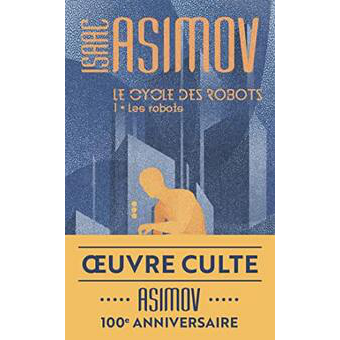 ISAAC
ASIMOV
LE CYCLE DES ROBOTS
1 • Les robots
ŒUVRE CULTE
····· ASIMOV ·····
100e ANNIVERSAIRE